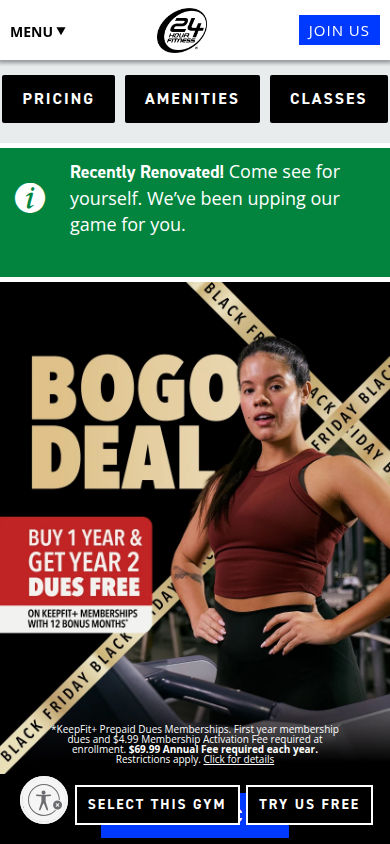 MENU ▼
24
HOUR
FITNESS
JOIN US
PRICING
AMENITIES
CLASSES
Recently Renovated! Come see for
yourself. We’ve been upping our
game for you.
BLACK FR
ACK FRIDAY B
FRIDAY BLACK
BOGO
DEAL
BUY 1 YEAR &
GET YEAR 2
DUES FREE
ON KEEPFIT+ MEMBERSHIPS
WITH 12 BONUS MONTHS*
BLACK FRIDAY BLACK
DAY
*KeepFit+ Prepaid Dues Memberships. First year membership
dues and $4.99 Membership Activation Fee required at
enrollment. $69.99 Annual Fee required each year.
Restrictions apply. Click for details
SELECT THIS GYM
TRY US FREE